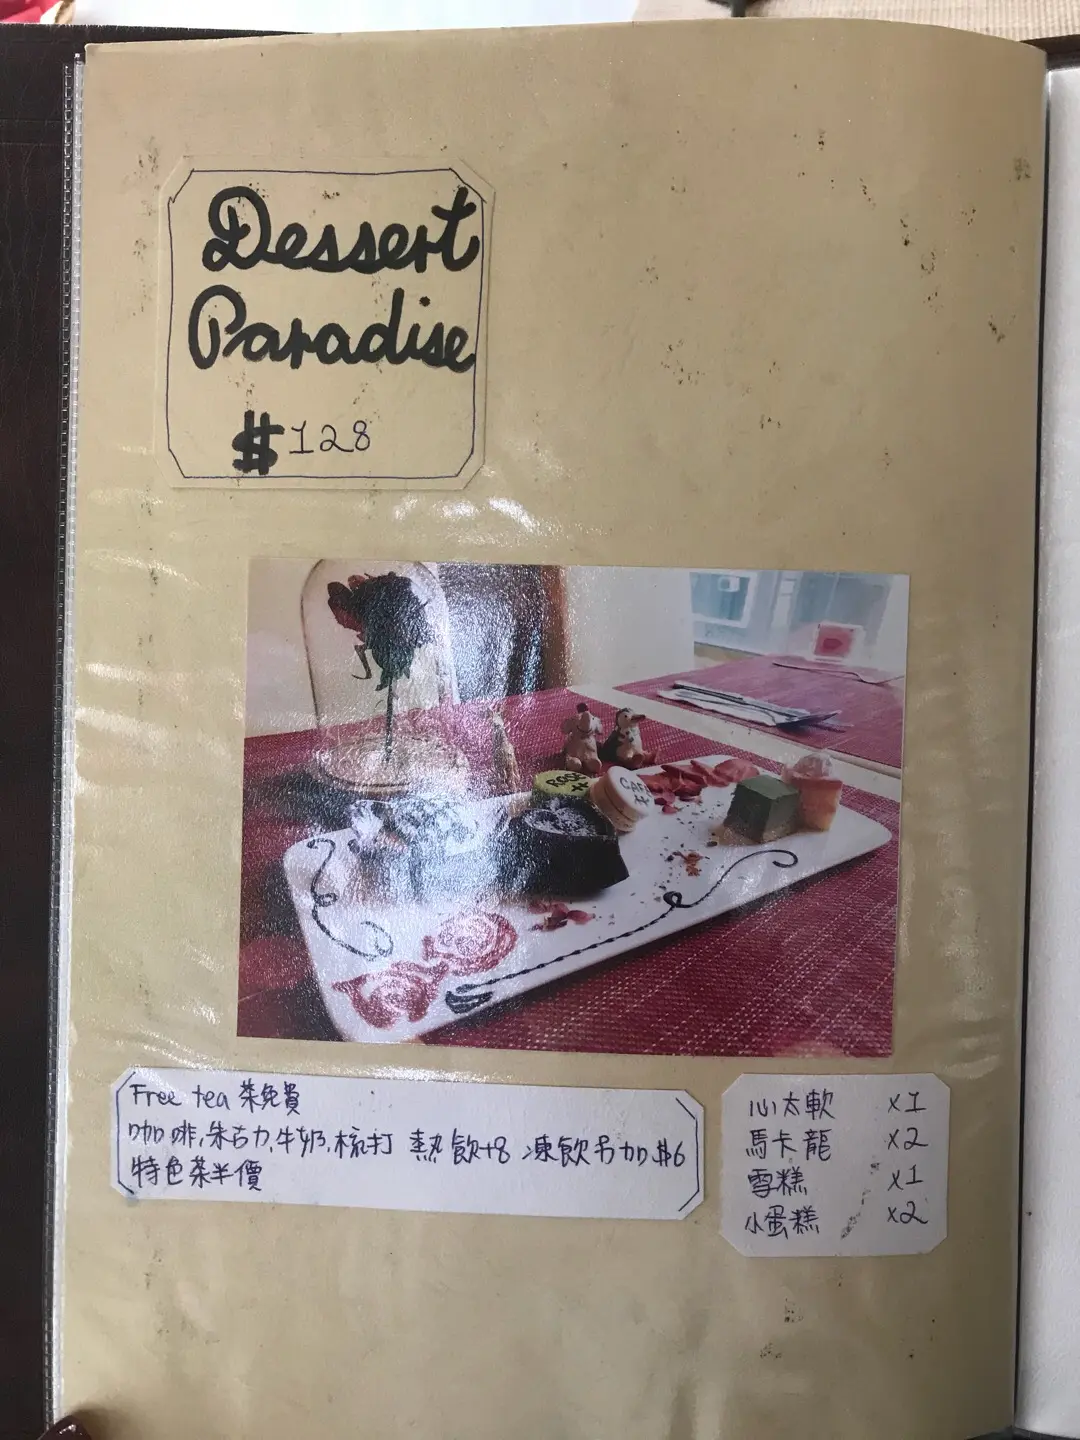 Dessert
Paradise
$128
Free tea 茶免費
咖啡,朱古力,牛奶,梳打 熱飲+8 凍飲另加$6
特色茶半價
心太軟 x1
馬卡龍 x2
雪糕 x1
小蛋糕 x2